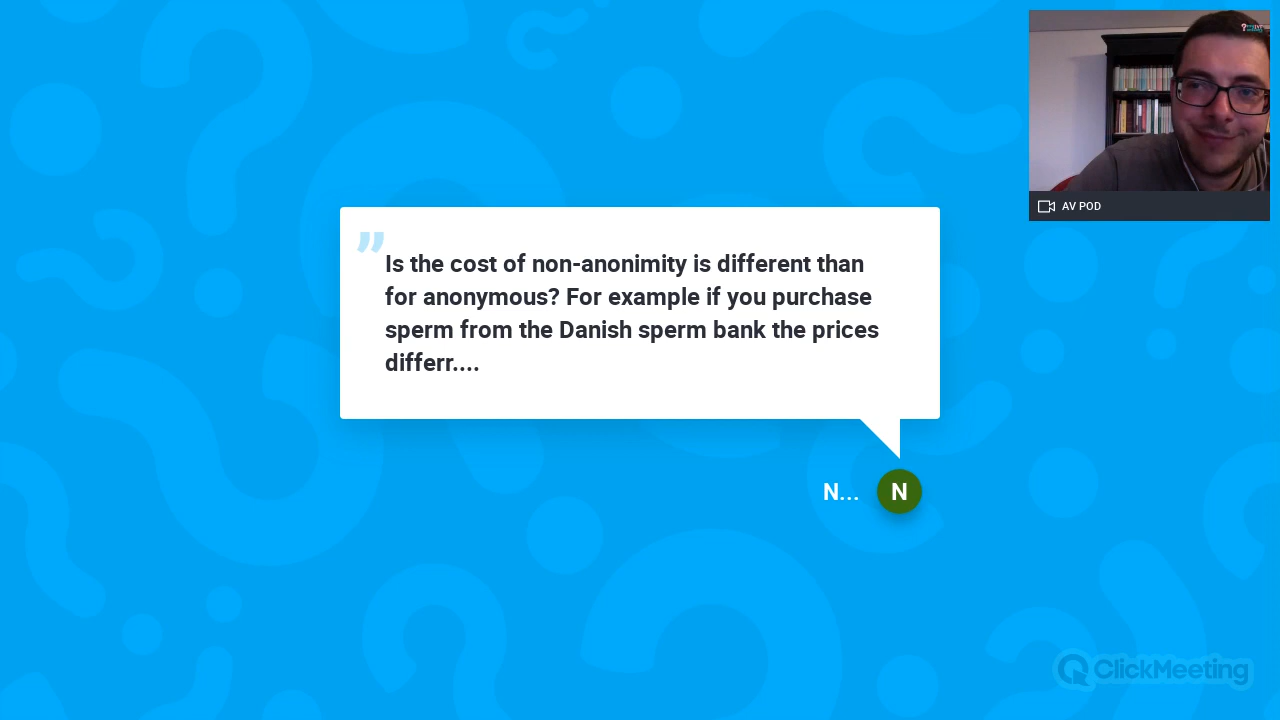 Is the cost of non-anonimity is different than
for anonymous? For example if you purchase
sperm from the Danish sperm bank the prices
differr....
N... N
AV POD
ClickMeeting